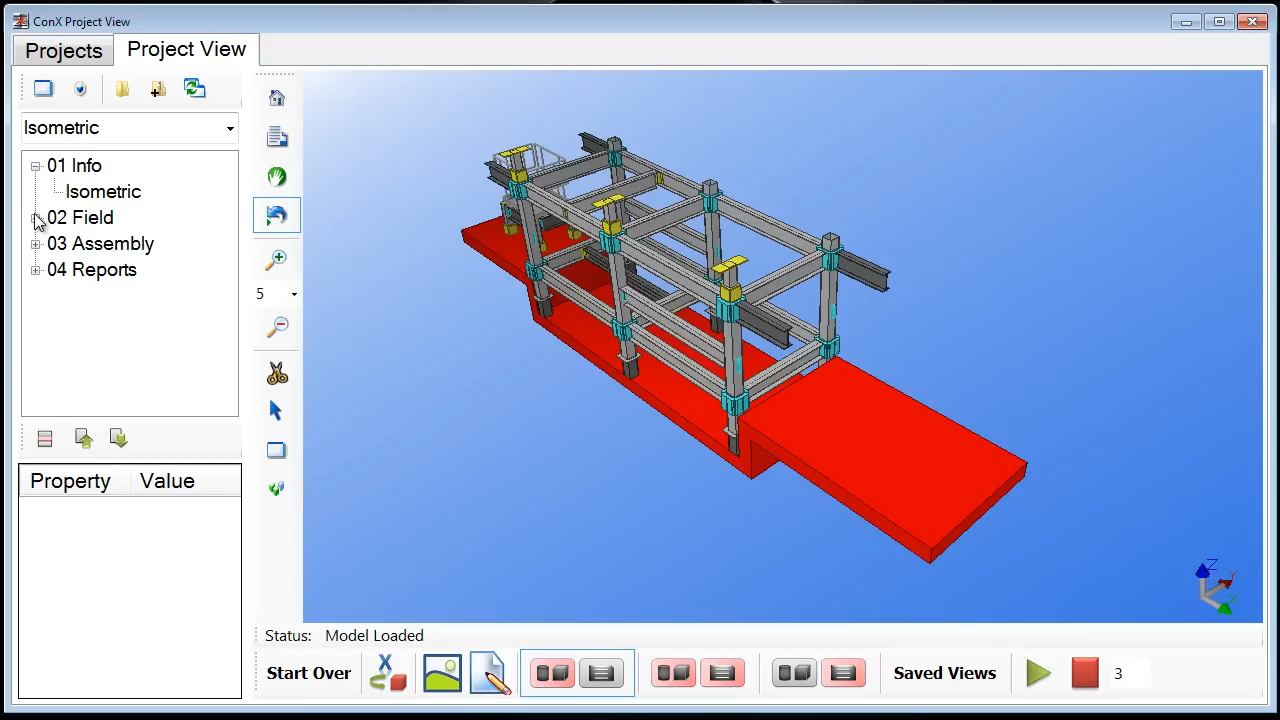 ConX Project View
Projects
Project View
Isometric
01 Info
Isometric
02 Field
03 Assembly
04 Reports
5
Property Value
Z
Y
X
Status: Model Loaded
Start Over
Saved Views
3